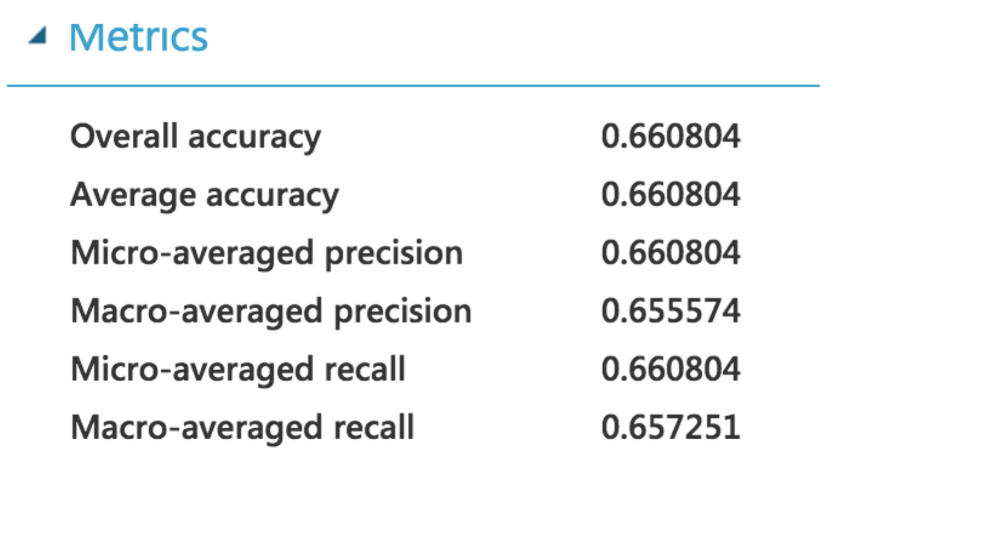 Metrics
Overall accuracy 0.660804
Average accuracy 0.660804
Micro-averaged precision 0.660804
Macro-averaged precision 0.655574
Micro-averaged recall 0.660804
Macro-averaged recall 0.657251